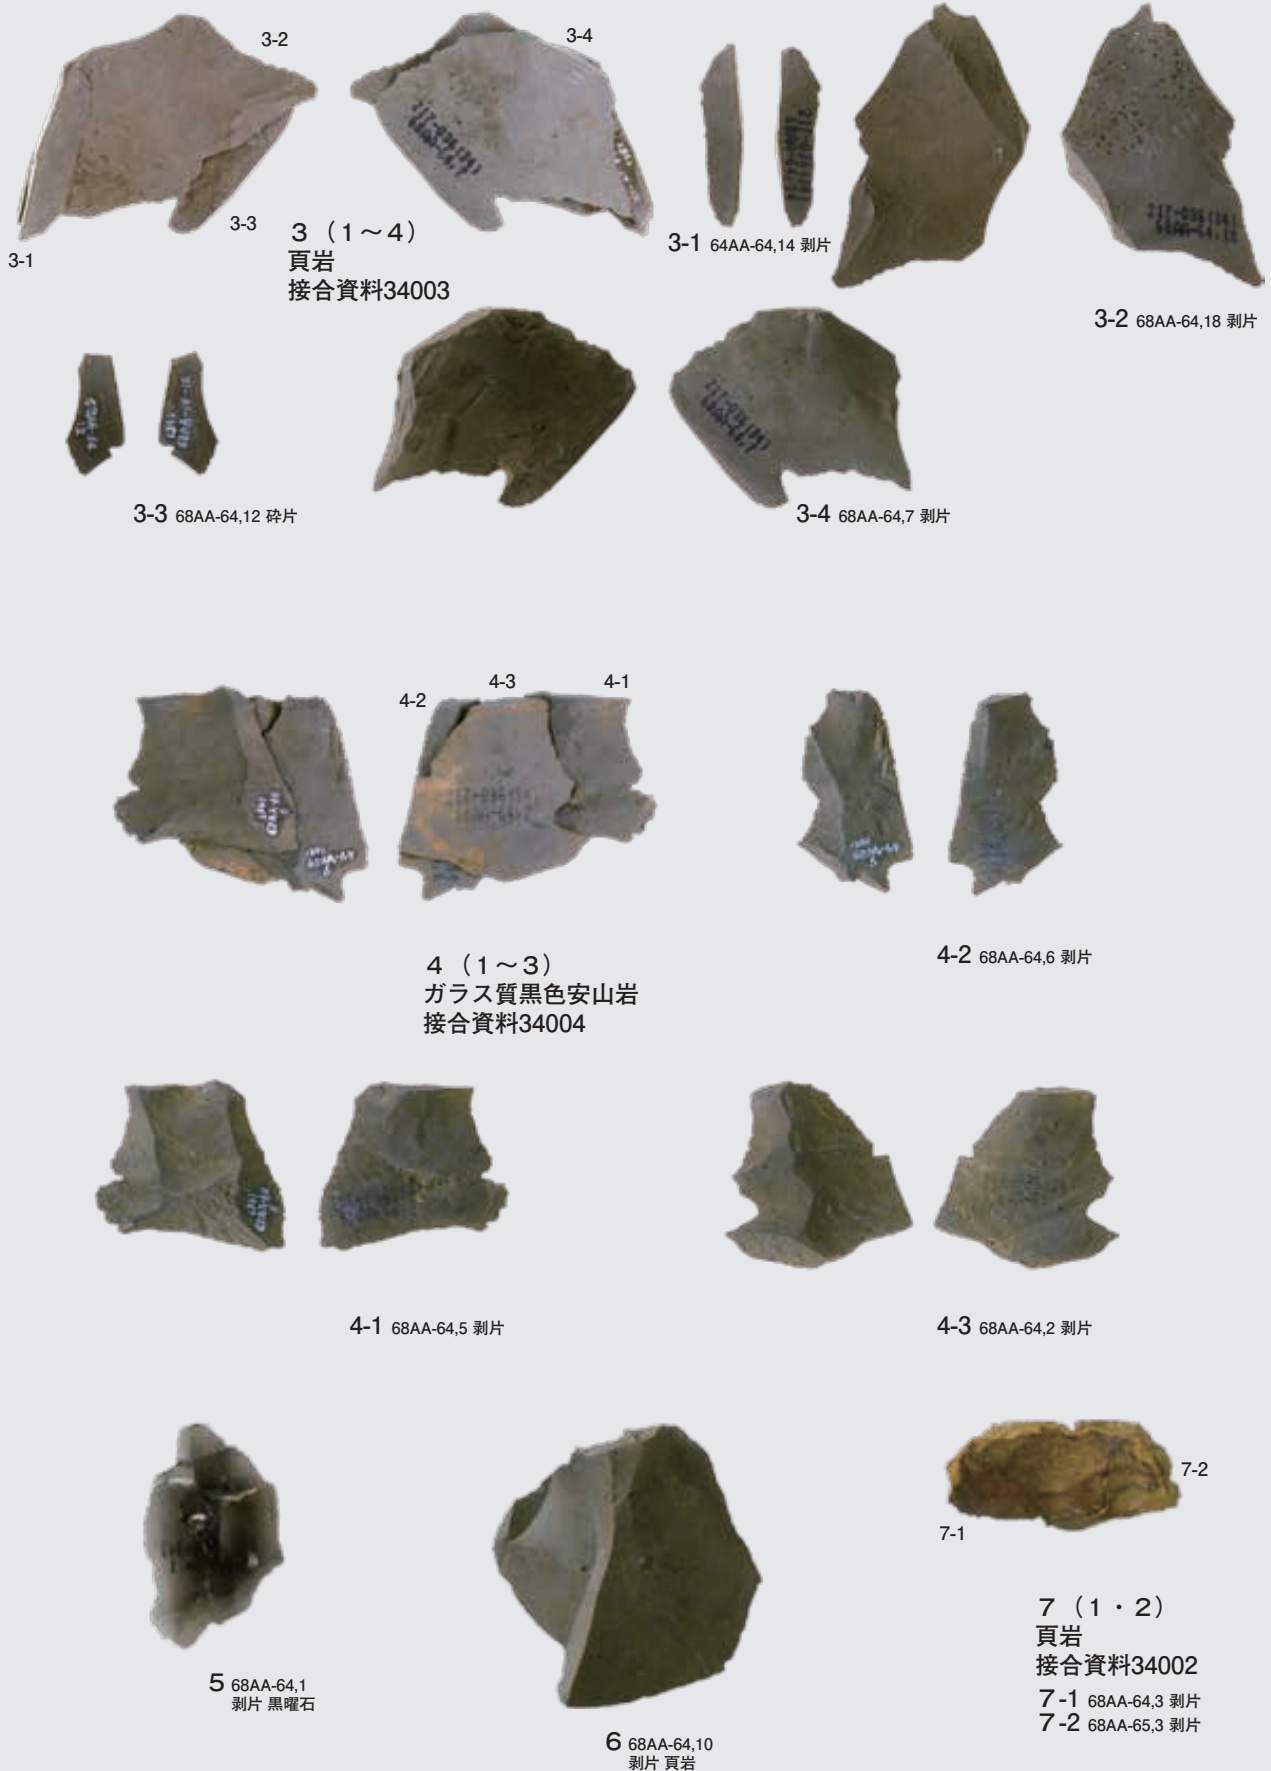 3-2
3-4
3-3
3-1
3（1～4）
頁岩
接合資料34003
3-1 64AA-64,14 剥片
3-2 68AA-64,18 剥片
3-3 68AA-64,12 砕片
3-4 68AA-64,7 剥片
4-2
4-3
4-1
4（1～3）
ガラス質黒色安山岩
接合資料34004
4-2 68AA-64,6 剥片
4-1 68AA-64,5 剥片
4-3 68AA-64,2 剥片
5 68AA-64,1
剥片 黒曜石
6 68AA-64,10
剥片 頁岩
7-2
7-1
7（1・2）
頁岩
接合資料34002
7-1 68AA-64,3 剥片
7-2 68AA-65,3 剥片